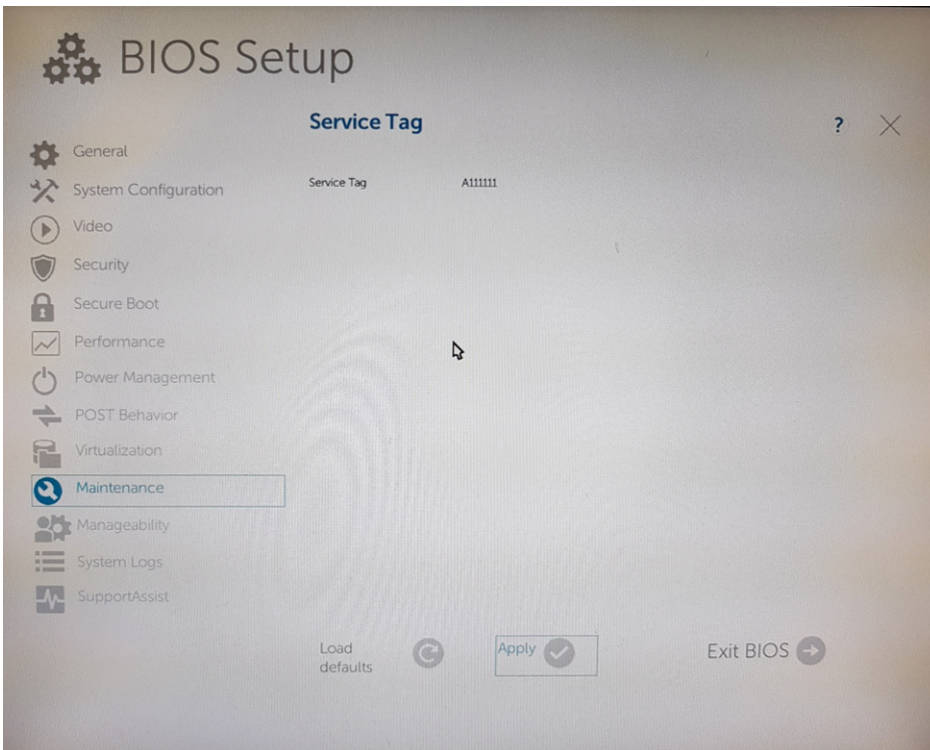 BIOS Setup
Service Tag
?
General
System Configuration
Video
Security
Secure Boot
Performance
Power Management
POST Behavior
Virtualization
Maintenance
Manageability
System Logs
SupportAssist
Service Tag A111111
Load
defaults
Apply
Exit BIOS